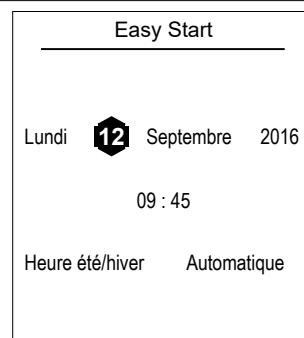 Easy Start
Lundi 12 Septembre 2016
09 : 45
Heure été/hiver Automatique